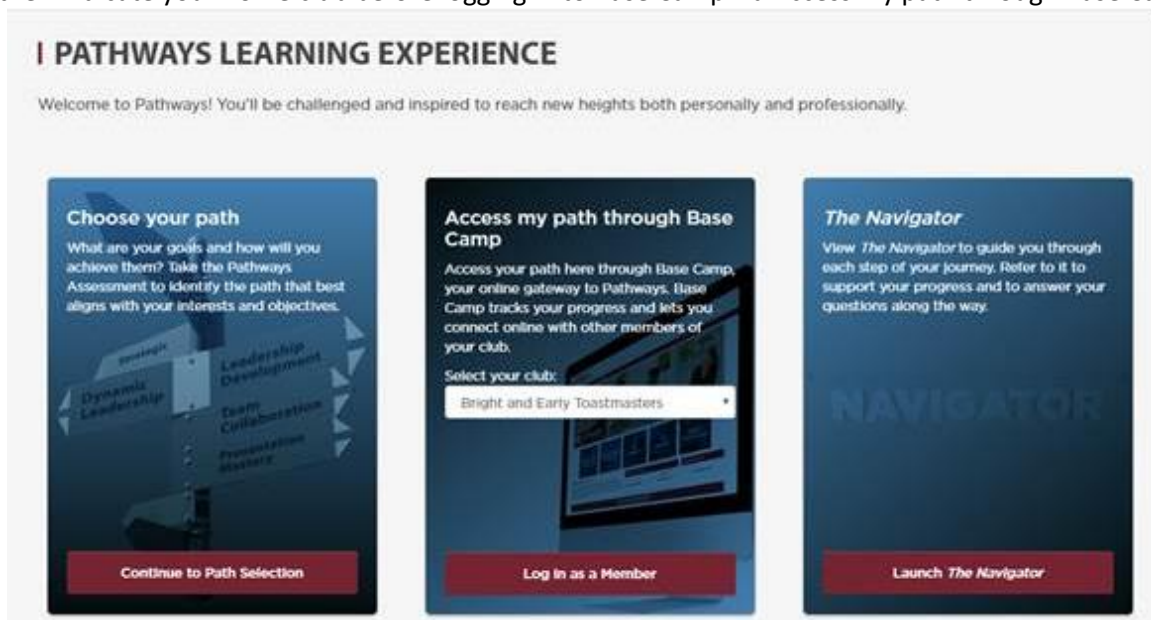 PATHWAYS LEARNING EXPERIENCE
Welcome to Pathways! You'll be challenged and inspired to reach new heights both personally and professionally.
Choose your path
What are your goals and how will you
achieve them? Take the Pathways
Assessment to identify the path that best
aligns with your interests and objectives.
Strategic
Leadership
Development
Dynamic
Leadership
Team
Collaboration
Presentation
Mastery
Continue to Path Selection
Access my path through Base
Camp
Access your path here through Base Camp,
your online gateway to Pathways. Base
Camp tracks your progress and lets you
connect online with other members of
your club.
Select your club:
Bright and Early Toastmasters
Log in as a Member
The Navigator
View The Navigator to guide you through
each step of your journey. Refer to it to
support your progress and to answer your
questions along the way.
NAVIGATOR
Launch The Navigator